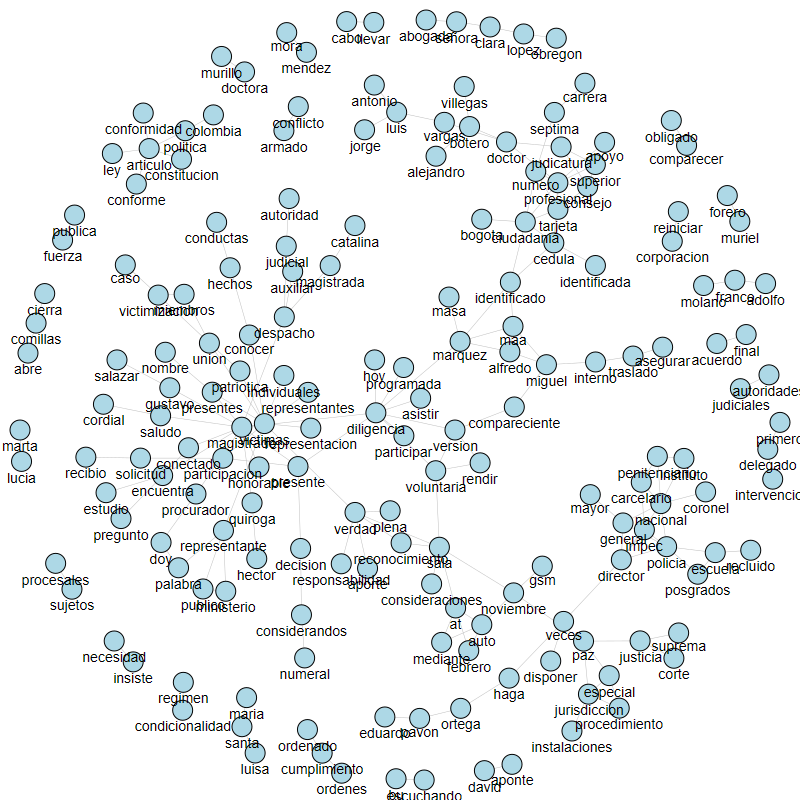 mora
cabo
llevar
abogada
señora
clara
lopez
obregon
murillo
mendez
doctora
antonio
villegas
carrera
conformidad
colombia
conflicto
armado
luis
jorge
vargas
botero
septima
obligado
comparecer
politica
articulo
ley
constitucion
conforme
alejandro
doctor
judicatura
apoyo
numero
superior
profesional
consejo
autoridad
tarjeta
publica
fuerza
conductas
catalina
bogota
ciudadania
cedula
reiniciar
corporacion
forero
muriel
judicial
auxiliar
magistrada
caso
hechos
identificado
identificada
molano
franco
adolfo
cierra
comillas
abre
victimizacion
miembros
masa
despacho
conocer
union
marquez
maa
alfredo
miguel
interno
traslado
asegurar
acuerdo
final
salazar
nombre
patriotica
individuales
hoy
programada
autoridades
judiciales
gustavo
presentes
representantes
asistir
cordial
saludo
diligencia
compareciente
primero
marta
lucia
magistrado
victimas
representacion
participar
version
delegado
conectado
recibio
solicitud
participacion
honorable
presente
voluntaria
rendir
penitenciario
instituto
intervencion
encuentra
estudio
procurador
carcelario
coronel
mayor
pregunto
quiroga
verdad
plena
nacional
general
impec
representante
doy
decision
reconocimiento
sala
policia
escuela
recluido
director
posgrados
procesales
sujetos
palabra
hector
responsabilidad
aporte
gsm
publico
ministerio
consideraciones
noviembre
considerandos
at
auto
veces
necesidad
insiste
numeral
mediante
febrero
disponer
paz
justicia
suprema
corte
regimen
condicionalidad
maria
santa
luisa
haga
especial
jurisdiccion
procedimiento
eduardo
pavon
ortega
instalaciones
ordenado
cumplimiento
ordenes
escuchando
david
aponte